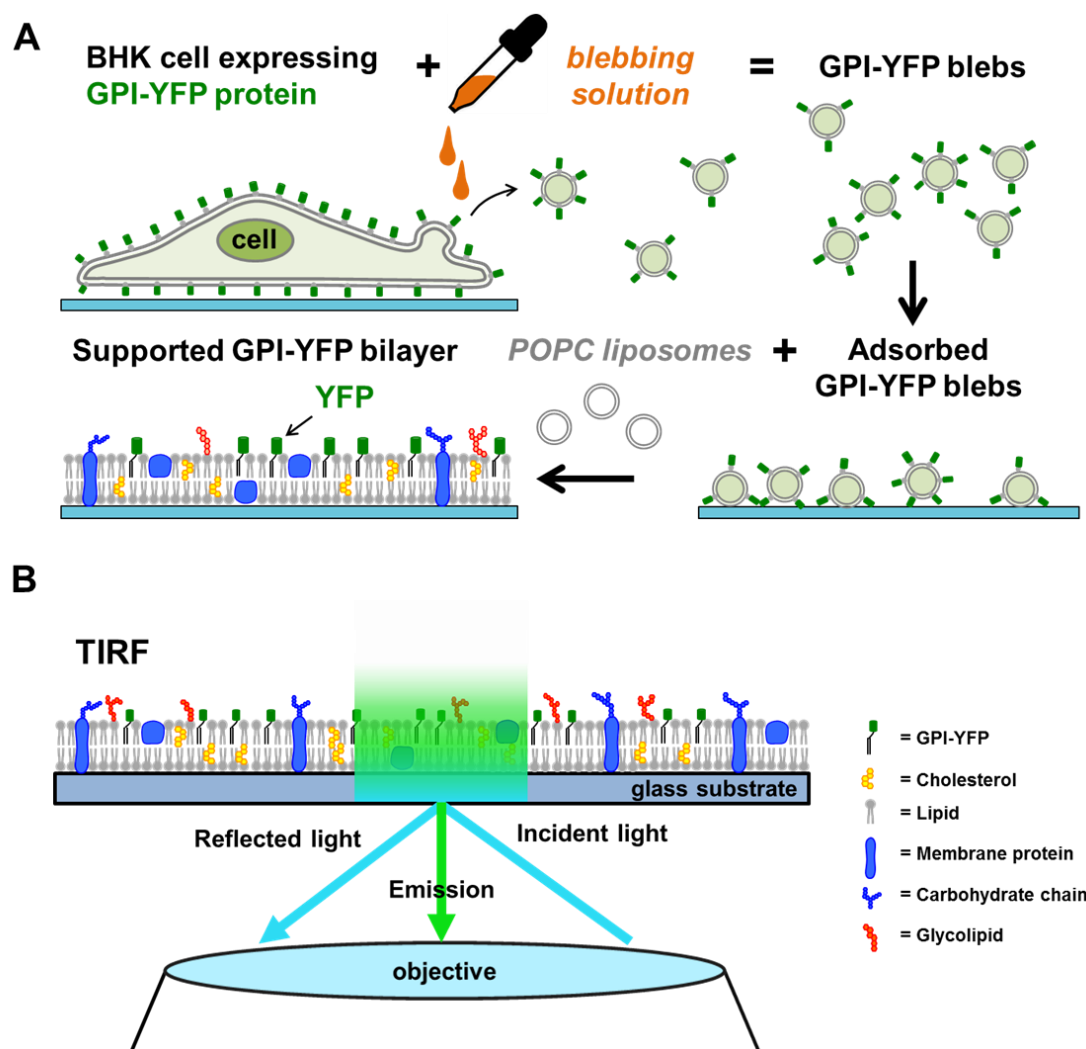 A
BHK cell expressing
GPI-YFP protein
+
blebbing
solution
=
GPI-YFP blebs
cell
Supported GPI-YFP bilayer
POPC liposomes
+
Adsorbed
GPI-YFP blebs
YFP
B
TIRF
glass substrate
Reflected light
Incident light
Emission
objective
= GPI-YFP
= Cholesterol
= Lipid
= Membrane protein
= Carbohydrate chain
= Glycolipid